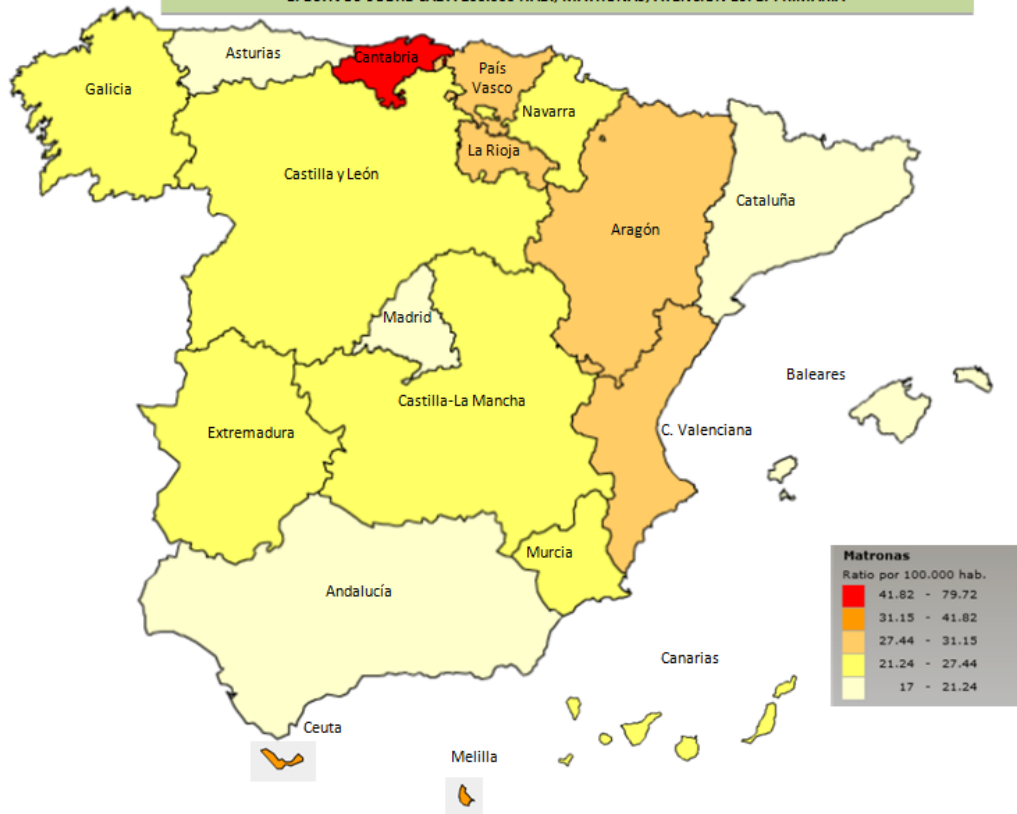 Asturias
Cantabria
País
Vasco
Galicia
Navarra
La Rioja
Castilla y León
Cataluña
Aragón
Madrid
Baleares
Castilla-La Mancha
C. Valenciana
Extremadura
Murcia
Andalucía
Matronas
Ratio por 100.000 hab.
41.82 - 79.72
31.15 - 41.82
27.44 - 31.15
21.24 - 27.44
17 - 21.24
Canarias
Ceuta
Melilla